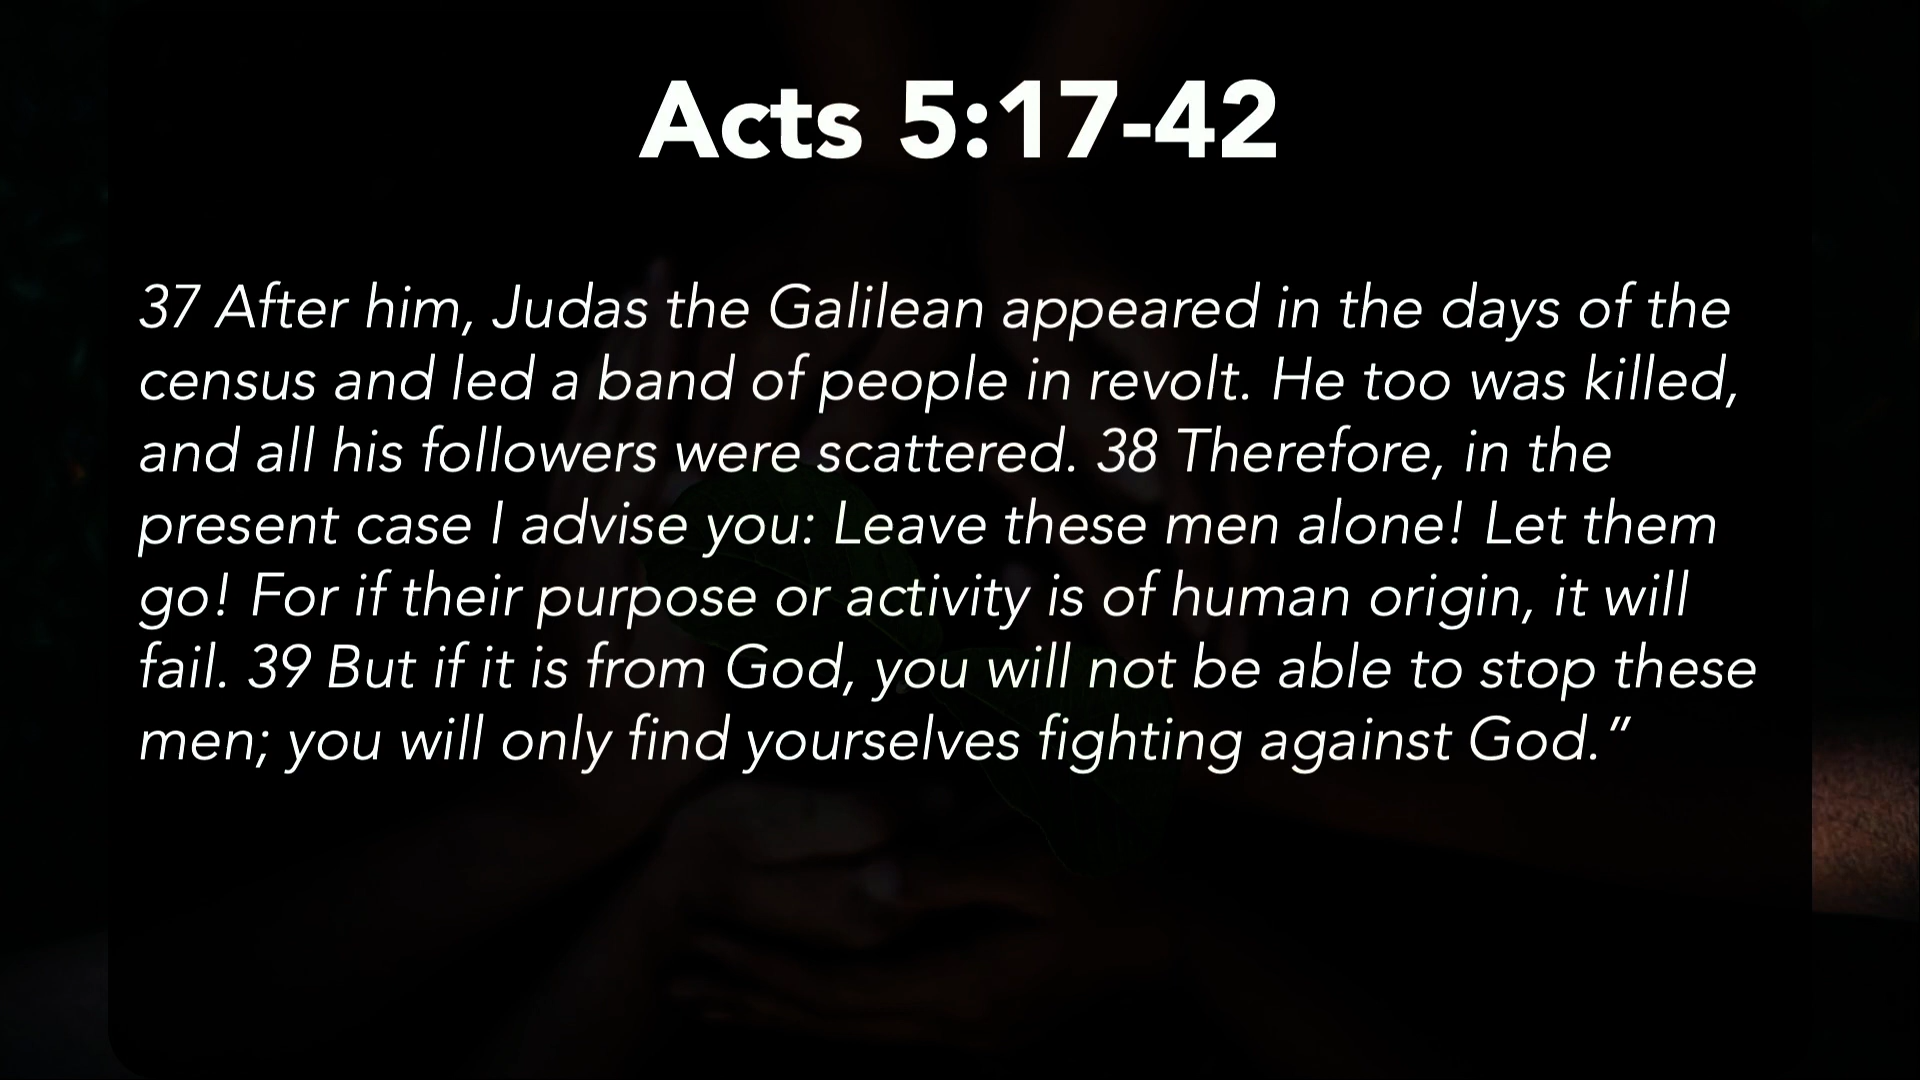 Acts 5:17-42
37 After him, Judas the Galilean appeared in the days of the
census and led a band of people in revolt. He too was killed,
and all his followers were scattered. 38 Therefore, in the
present case I advise you: Leave these men alone! Let them
go! For if their purpose or activity is of human origin, it will
fail. 39 But if it is from God, you will not be able to stop these
men; you will only find yourselves fighting against God.”